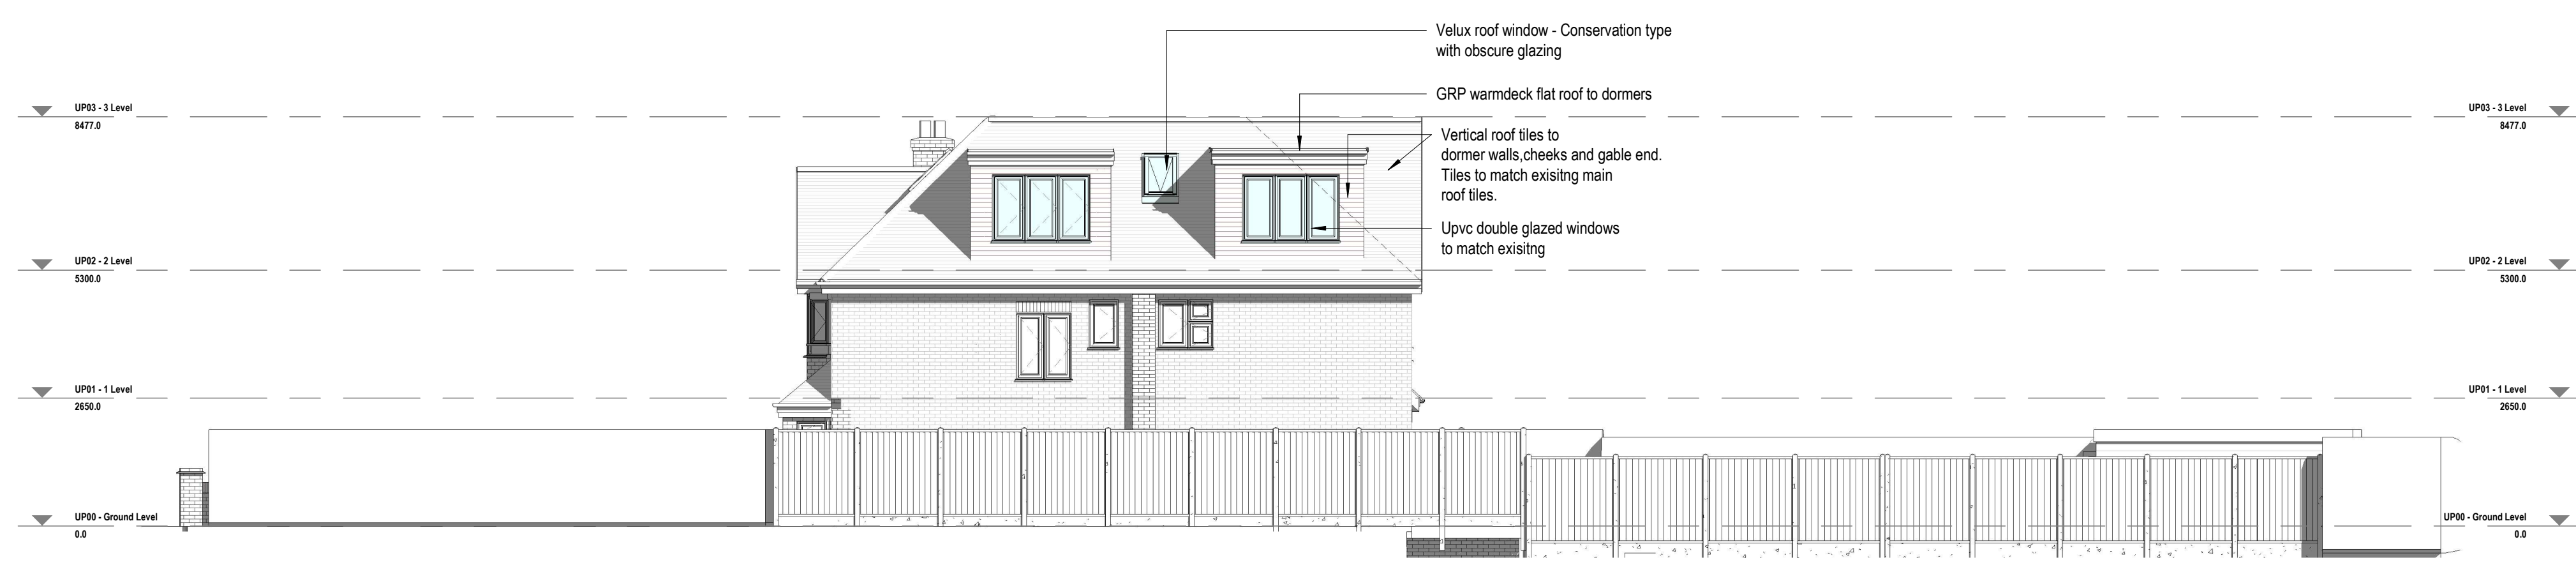 Velux roof window - Conservation type
with obscure glazing
GRP warmdeck flat roof to dormers
Vertical roof tiles to
dormer walls,cheeks and gable end.
Tiles to match exisitng main
roof tiles.
Upvc double glazed windows
to match exisitng
UP03 - 3 Level
8477.0
UP02 - 2 Level
5300.0
UP01 - 1 Level
2650.0
UP00 - Ground Level
0.0
UP03 - 3 Level
8477.0
UP02 - 2 Level
5300.0
UP01 - 1 Level
2650.0
UP00 - Ground Level
0.0